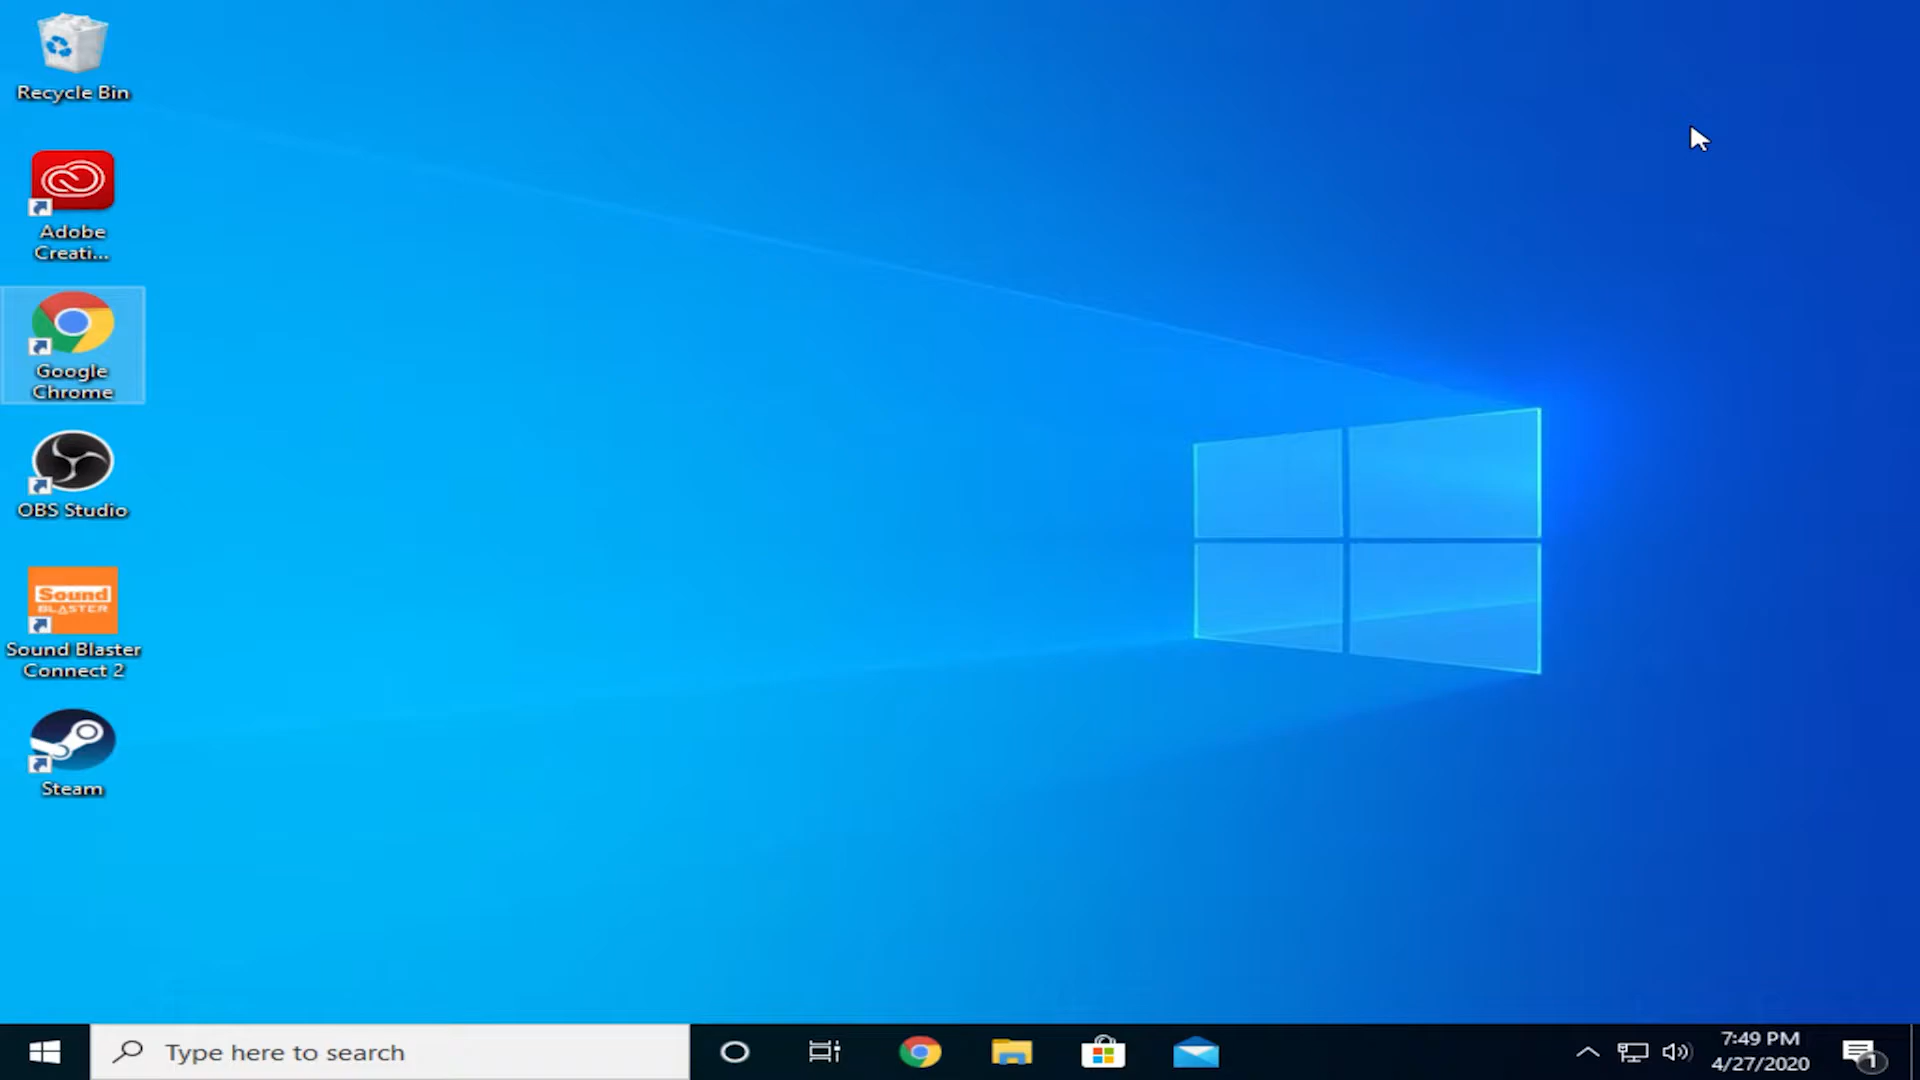 Recycle Bin
Adobe
Creati...
Google
Chrome
OBS Studio
Sound
BLASTER
Sound Blaster
Connect 2
Steam
Type here to search
7:49 PM
4/27/2020
1